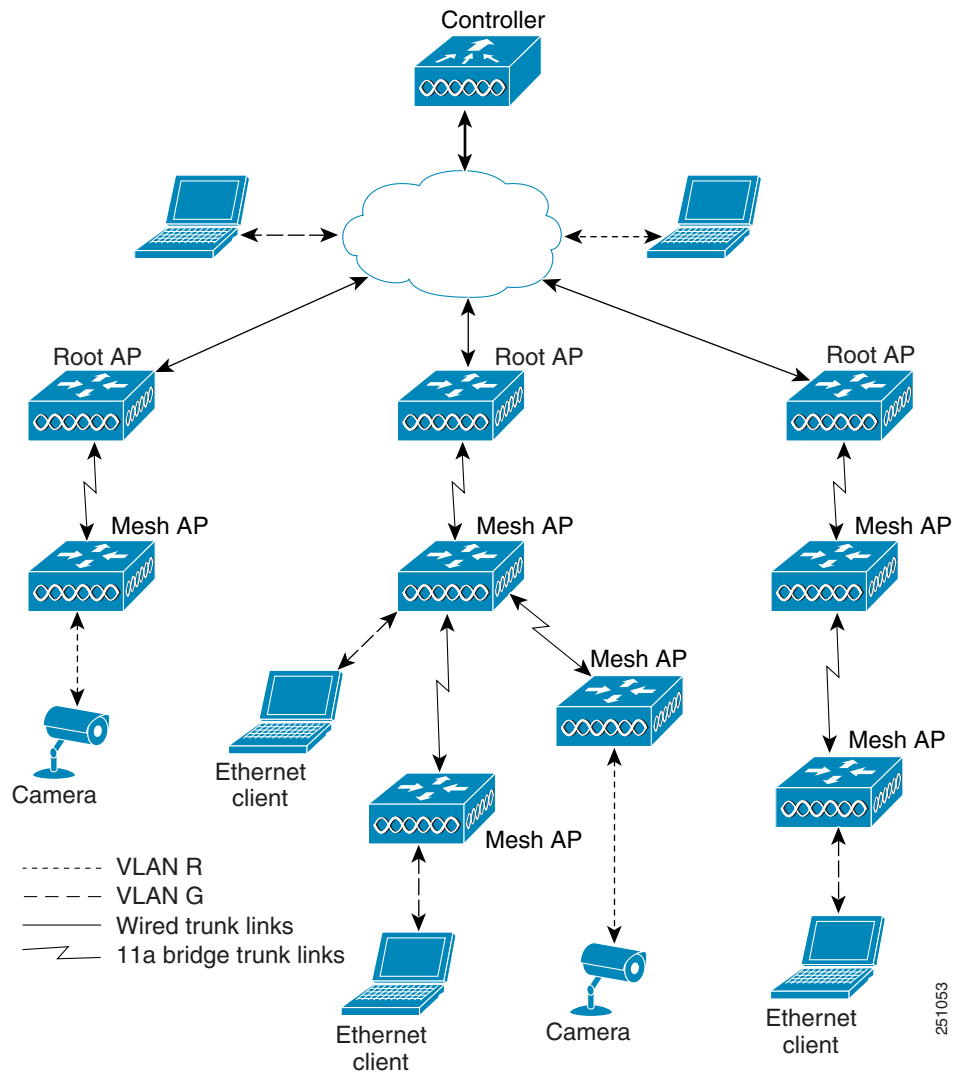 Controller
Root AP
Root AP
Root AP
Mesh AP
Mesh AP
Mesh AP
Mesh AP
Mesh AP
Camera
Ethernet
client
Mesh AP
VLAN R
VLAN G
Wired trunk links
11a bridge trunk links
Ethernet
client
Camera
Ethernet
client
251053